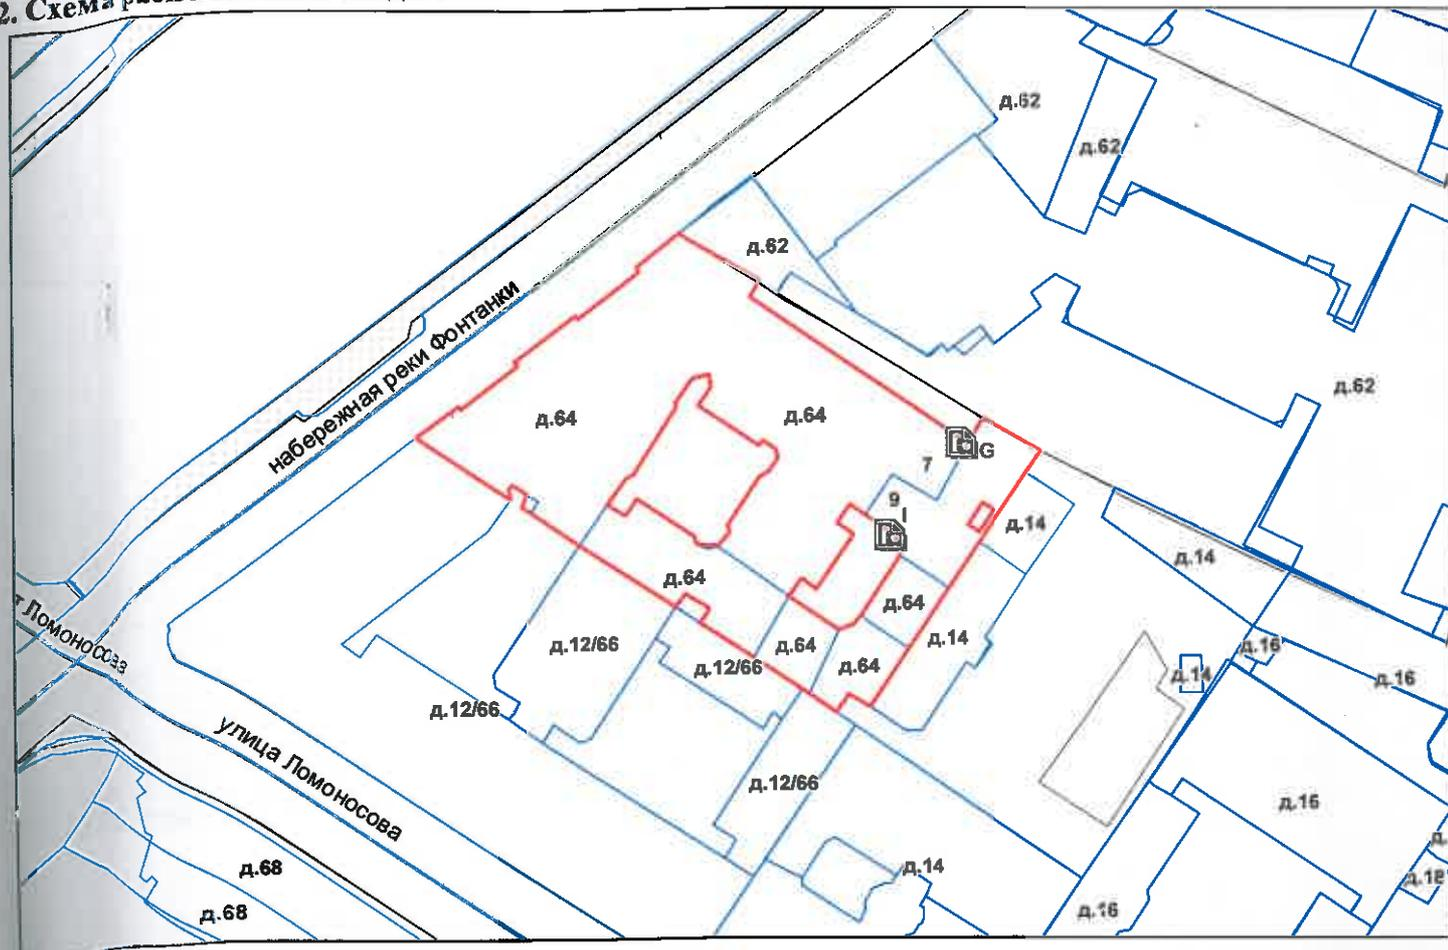 2. Схема
д.62
д.62
д.62
набережная реки Фонтанки
д.62
д.64
д.64
G
7
9
I
д.14
д.14
д.64
д.64
д.12/66
д.64
д.14
д.12/66
д.64
д.16
д.14
д.16
т Ломоносова
д.12/66
улица Ломоносова
д.12/66
д.16
д.14
д.68
д.68
д.16